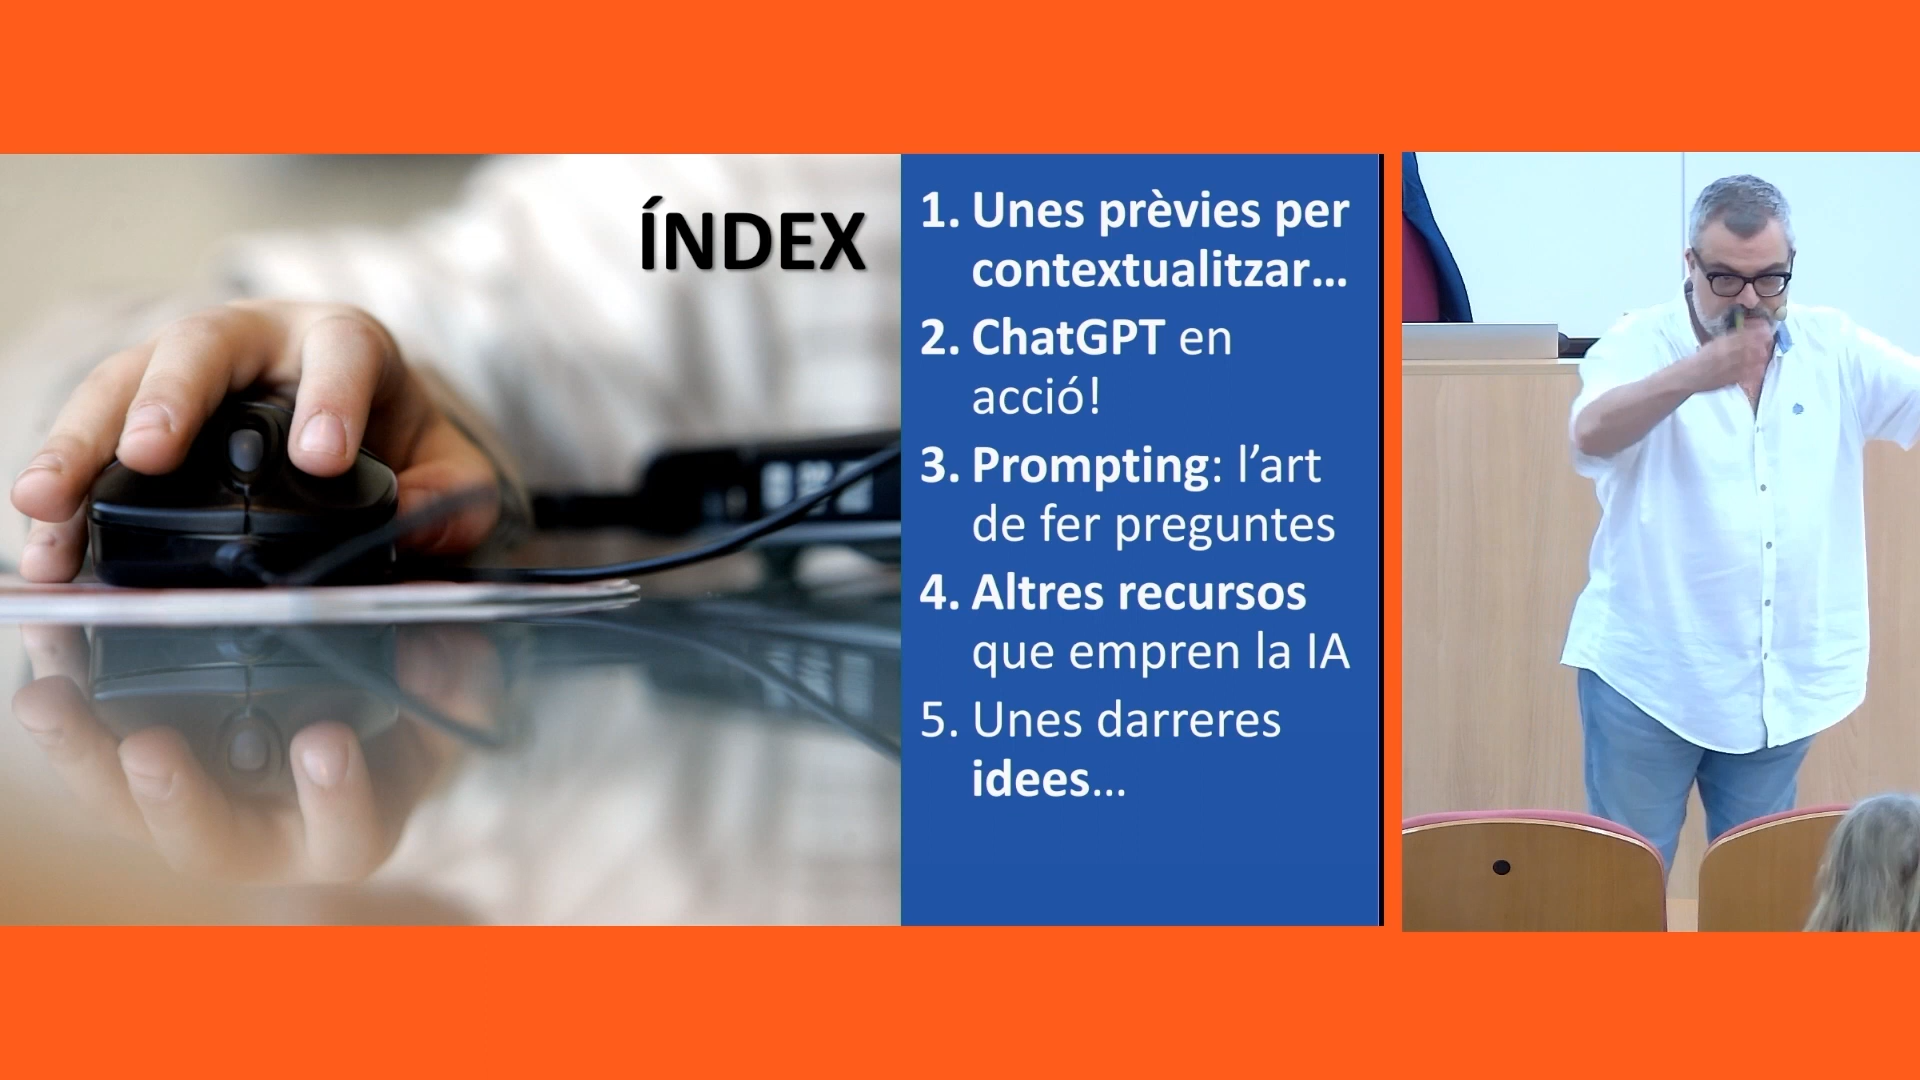 ÍNDEX
1. Unes prèvies per
contextualitzar...
2. ChatGPT en
acció!
3. Prompting: l’art
de fer preguntes
4. Altres recursos
que empren la IA
5. Unes darreres
idees...